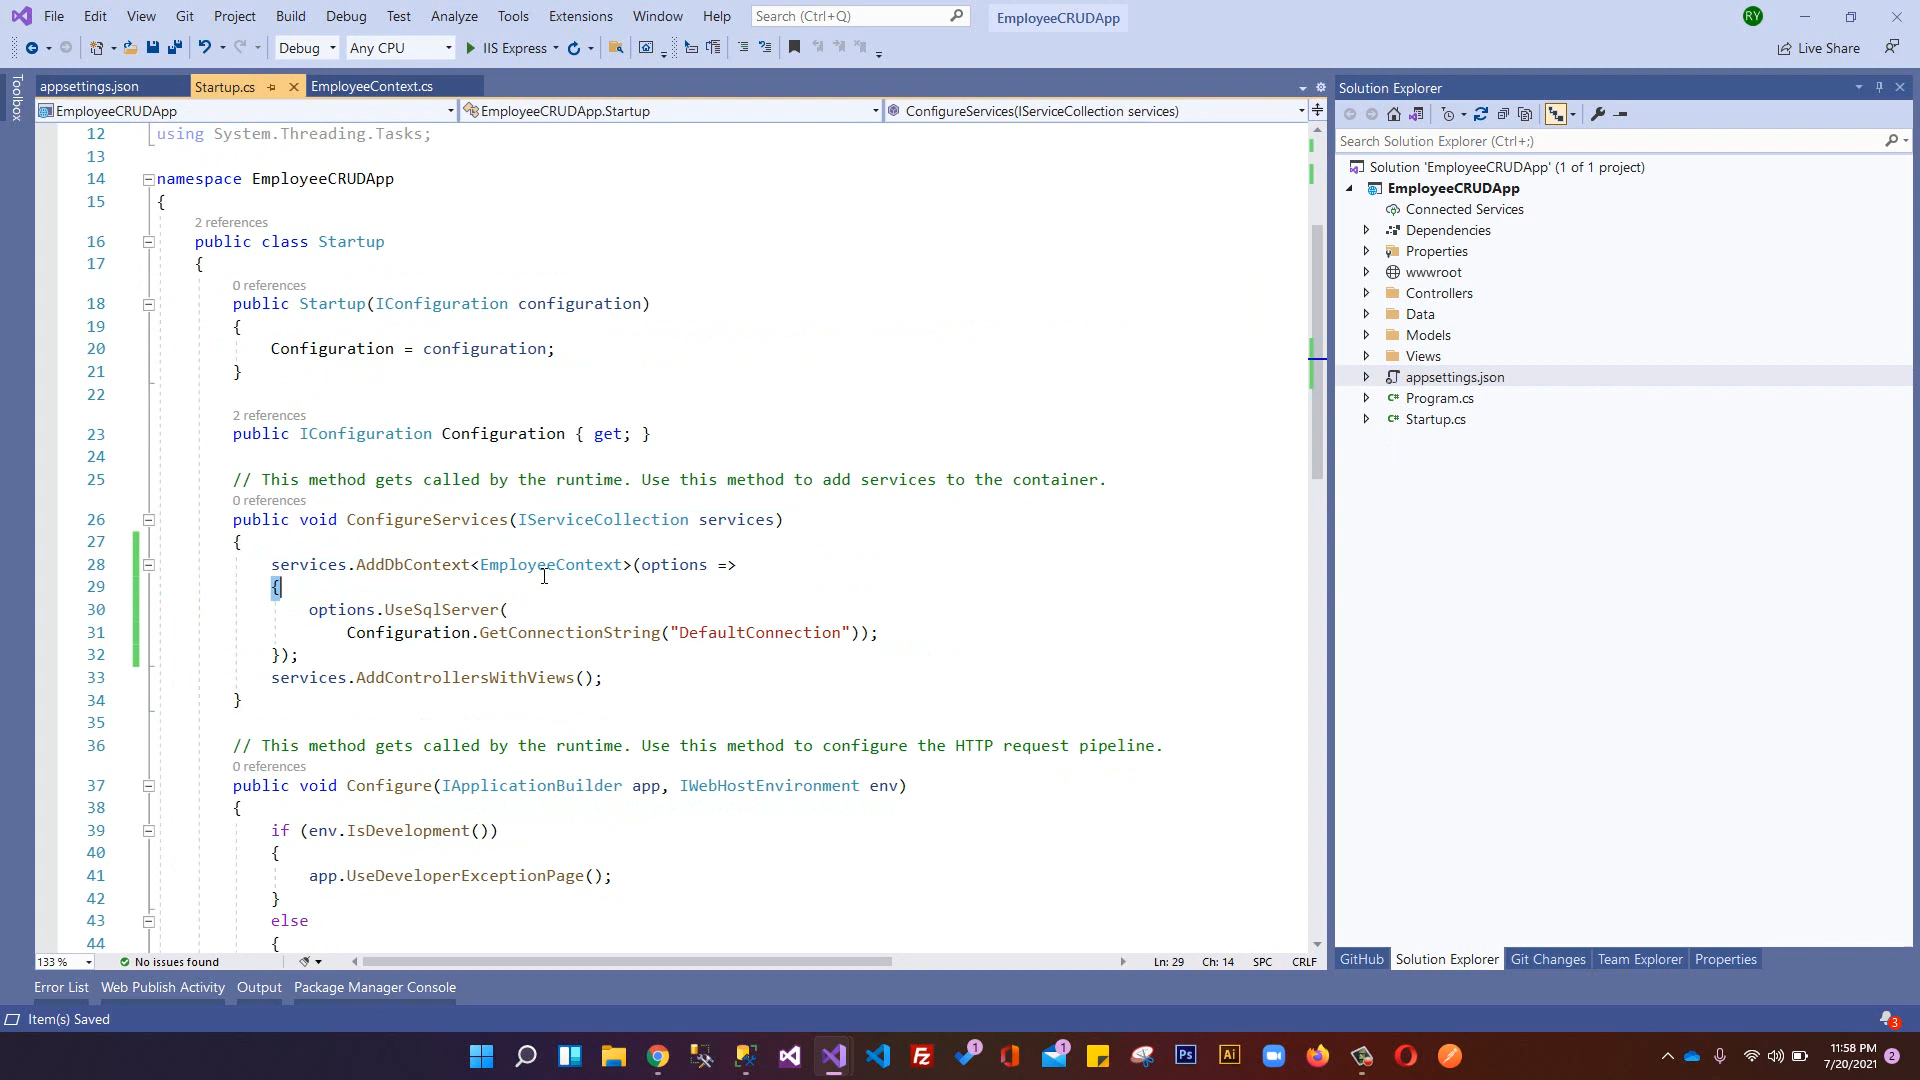 File Edit View Git Project Build Debug Test Analyze Tools Extensions Window Help Search (Ctrl+Q) EmployeeCRUDApp RY
Debug Any CPU IIS Express Live Share
appsettings.json Startup.cs EmployeeContext.cs
EmployeeCRUDApp EmployeeCRUDApp.Startup ConfigureServices(IServiceCollection services)
Toolbox
12 using System.Threading.Tasks;
13
14 namespace EmployeeCRUDApp
15 {
2 references
16 public class Startup
17 {
0 references
18 public Startup(IConfiguration configuration)
19 {
20 Configuration = configuration;
21 }
22
2 references
23 public IConfiguration Configuration { get; }
24
25 // This method gets called by the runtime. Use this method to add services to the container.
0 references
26 public void ConfigureServices(IServiceCollection services)
27 {
28 services.AddDbContext<EmployeeContext>(options =>
29 {
30 options.UseSqlServer(
31 Configuration.GetConnectionString("DefaultConnection"));
32 });
33 services.AddControllersWithViews();
34 }
35
36 // This method gets called by the runtime. Use this method to configure the HTTP request pipeline.
0 references
37 public void Configure(IApplicationBuilder app, IWebHostEnvironment env)
38 {
39 if (env.IsDevelopment())
40 {
41 app.UseDeveloperExceptionPage();
42 }
43 else
44 {
133 % No issues found Ln: 29 Ch: 14 SPC CRLF
Solution Explorer
Search Solution Explorer (Ctrl+;)
Solution 'EmployeeCRUDApp' (1 of 1 project)
EmployeeCRUDApp
Connected Services
Dependencies
Properties
wwwroot
Controllers
Data
Models
Views
appsettings.json
Program.cs
Startup.cs
GitHub Solution Explorer Git Changes Team Explorer Properties
Error List Web Publish Activity Output Package Manager Console
Item(s) Saved 3
1 1 Ps Ai
11:58 PM
7/20/2021 2